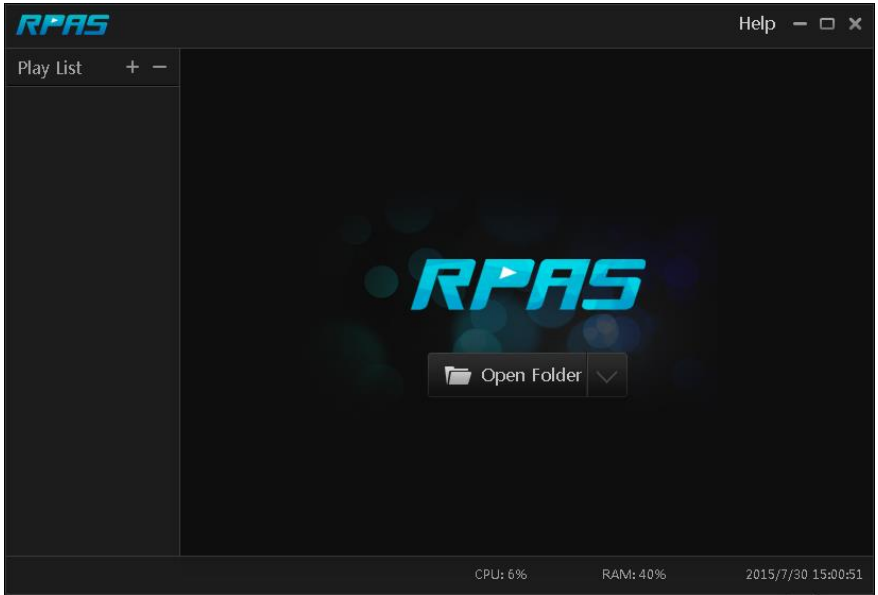 RPAS Help
Play List + −
RPAS
Open Folder
CPU: 6% RAM: 40% 2015/7/30 15:00:51